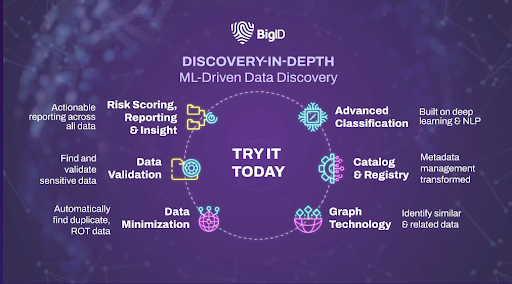 BigID
DISCOVERY-IN-DEPTH
ML-Driven Data Discovery
Actionable
reporting across
all data
Risk Scoring,
Reporting
& Insight
Find and
validate
sensitive data
Data
Validation
Automatically
find duplicate,
ROT data
Data
Minimization
TRY IT
TODAY
Advanced
Classification
Built on deep
learning & NLP
Catalog
& Registry
Metadata
management
transformed
Graph
Technology
Identify similar
& related data